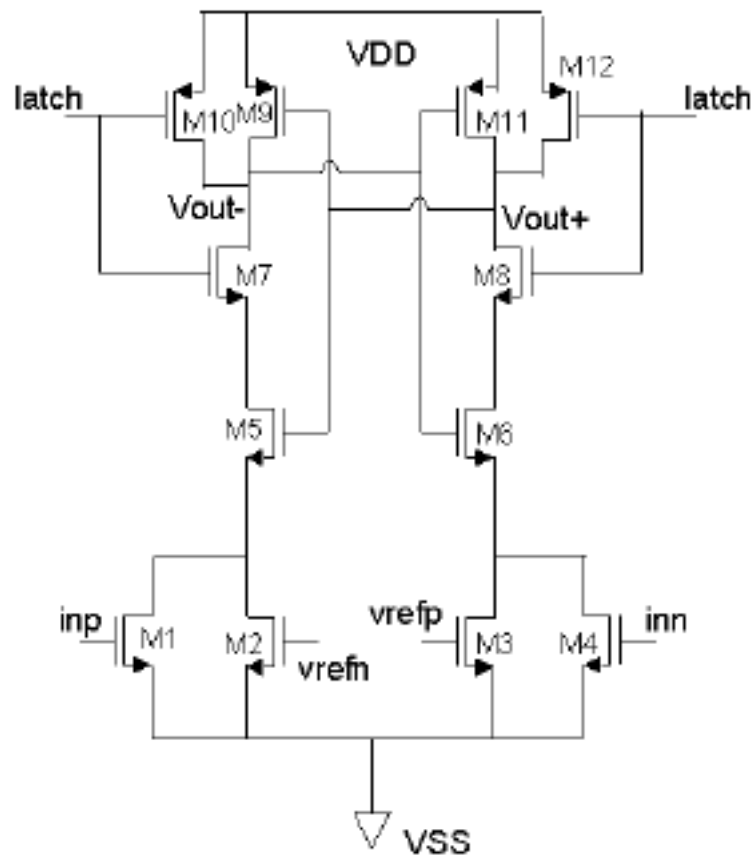 VDD
M12
latch
M10
M9
M11
latch
Vout-
Vout+
M7
M8
M5
M6
inp
M1
M2
vrefn
vrefp
M3
M4
inn
VSS